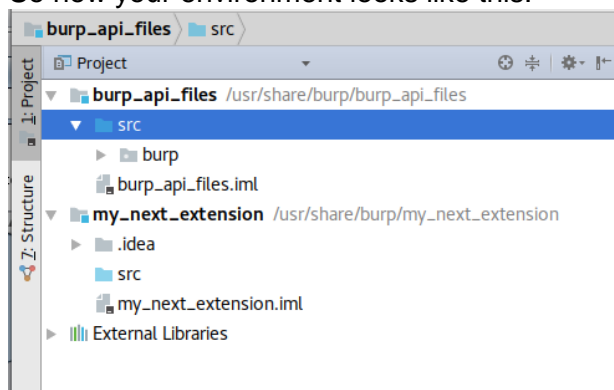 So now your environment looks like this:
burp_api_files src
Project
1: Project
burp_api_files /usr/share/burp/burp_api_files
src
burp
burp_api_files.iml
my_next_extension /usr/share/burp/my_next_extension
.idea
src
my_next_extension.iml
External Libraries
7: Structure